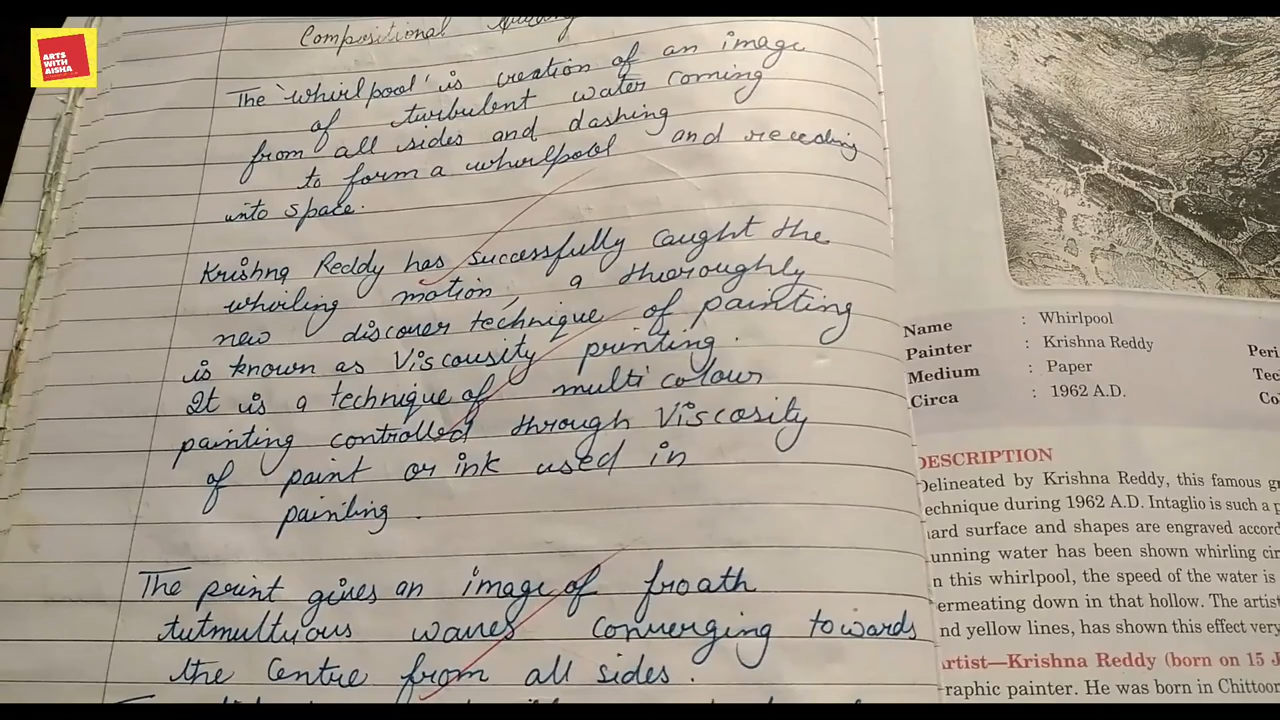 ARTS
WITH
AISHA
Compositional
The 'whirlpool' is creation of an image
of turbulent water coming
from all sides and dashing
to form a whirlpool and receding
into space.
Krishna Reddy has successfully caught the
whirling motion, a thoroughly
new discover technique of painting
is known as Viscousity printing.
It is a technique of multi colour
painting controlled through Viscosity
of paint or ink used in
painting.
The print gives an image of froath
tutmultuous waves converging towards
the Centre from all sides.
Name : Whirlpool
Painter : Krishna Reddy Peri
Medium : Paper Tec
Circa : 1962 A.D. Co
DESCRIPTION
Delineated by Krishna Reddy, this famous g
echnique during 1962 A.D. Intaglio is such a p
ard surface and shapes are engraved accord
unning water has been shown whirling cir
n this whirlpool, the speed of the water is
ermeating down in that hollow. The artist
nd yellow lines, has shown this effect very
rtist—Krishna Reddy (born on 15 J
raphic painter. He was born in Chittoor